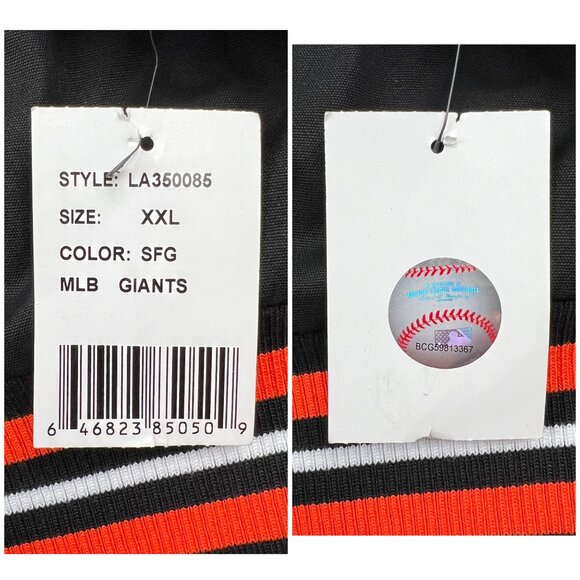 STYLE: LA350085
SIZE: XXL
COLOR: SFG
MLB GIANTS
6 46823 85050 9
BCG59813367